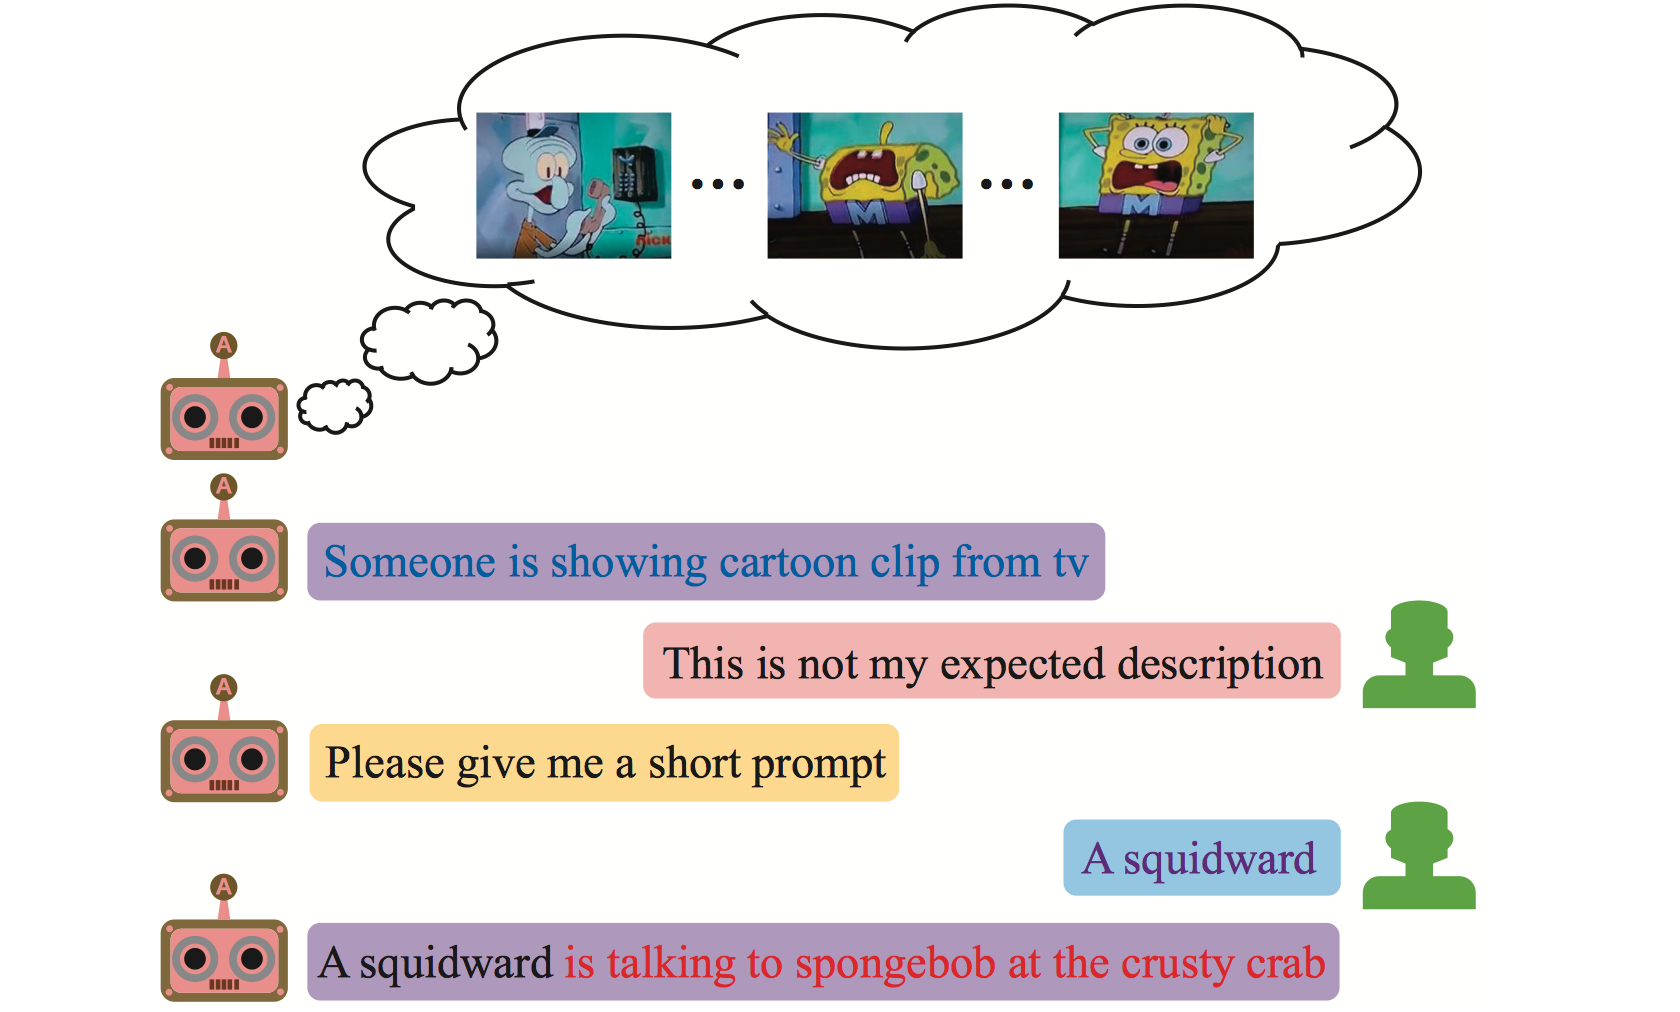 nick
M
M
A
A
Someone is showing cartoon clip from tv
This is not my expected description
A
Please give me a short prompt
A squidward
A
A squidward is talking to spongebob at the crusty crab